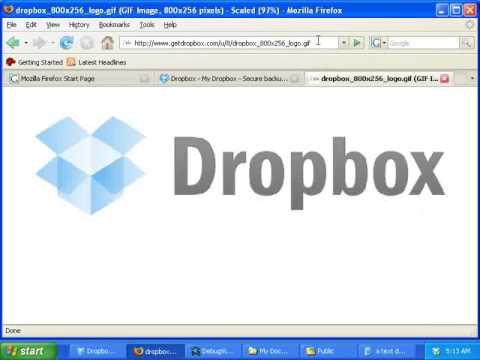 dropbox_800x256_logo.gif (GIF Image, 800x256 pixels) - Scaled (97%) - Mozilla Firefox
File Edit View History Bookmarks Tools Help
http://www.getdropbox.com/u/8/dropbox_800x256_logo.gif
Google
Getting Started Latest Headlines
Mozilla Firefox Start Page
Dropbox - My Dropbox - Secure backu...
dropbox_800x256_logo.gif (GIF I...
Dropbox
Done
start
Dropbo...
dropbox...
DebugVi...
My Doc...
Public
a text d...
5:13 AM